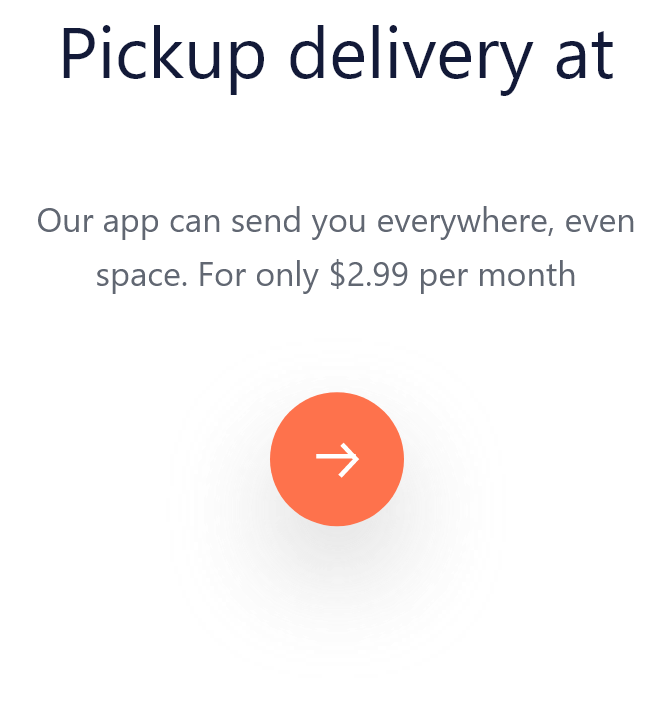 Pickup delivery at
Our app can send you everywhere, even
space. For only $2.99 per month